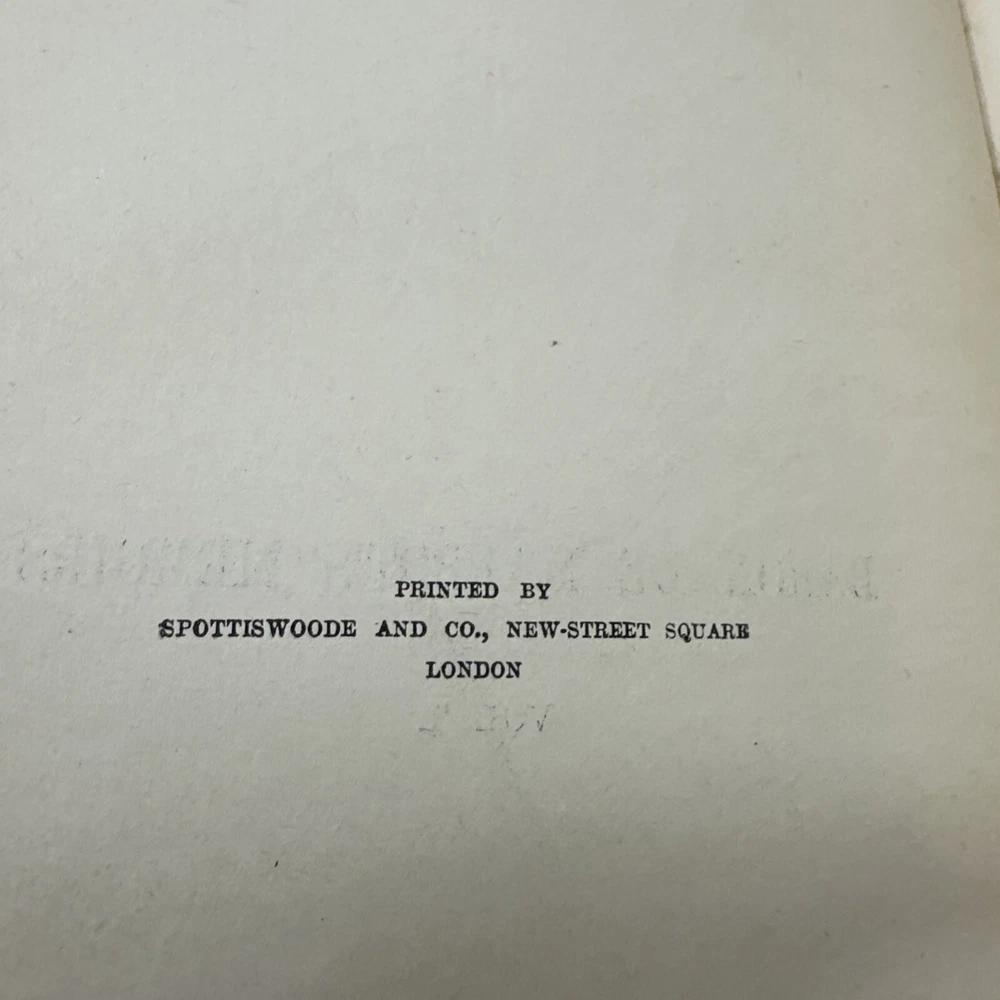 PRINTED BY
SPOTTISWOODE AND CO., NEW-STREET SQUARE
LONDON